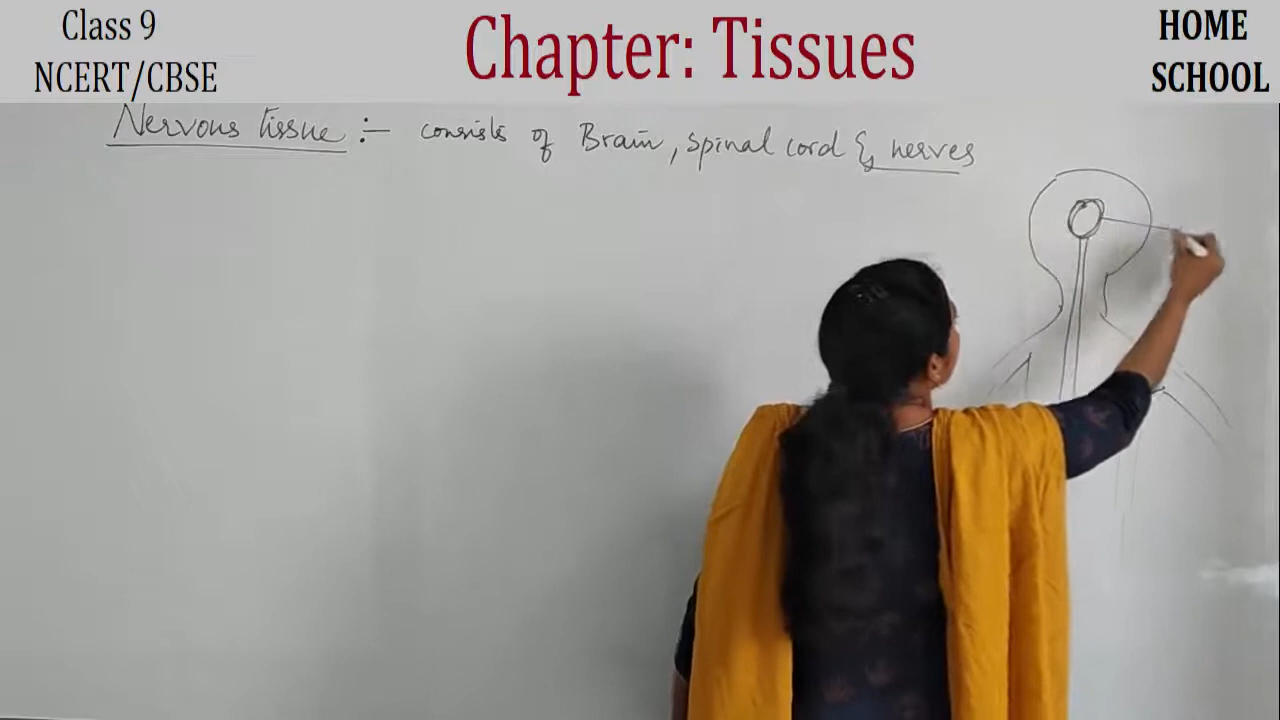 Class 9
NCERT/CBSE
Chapter: Tissues
HOME
SCHOOL
Nervous tissue :- consists of Brain, spinal cord & nerves